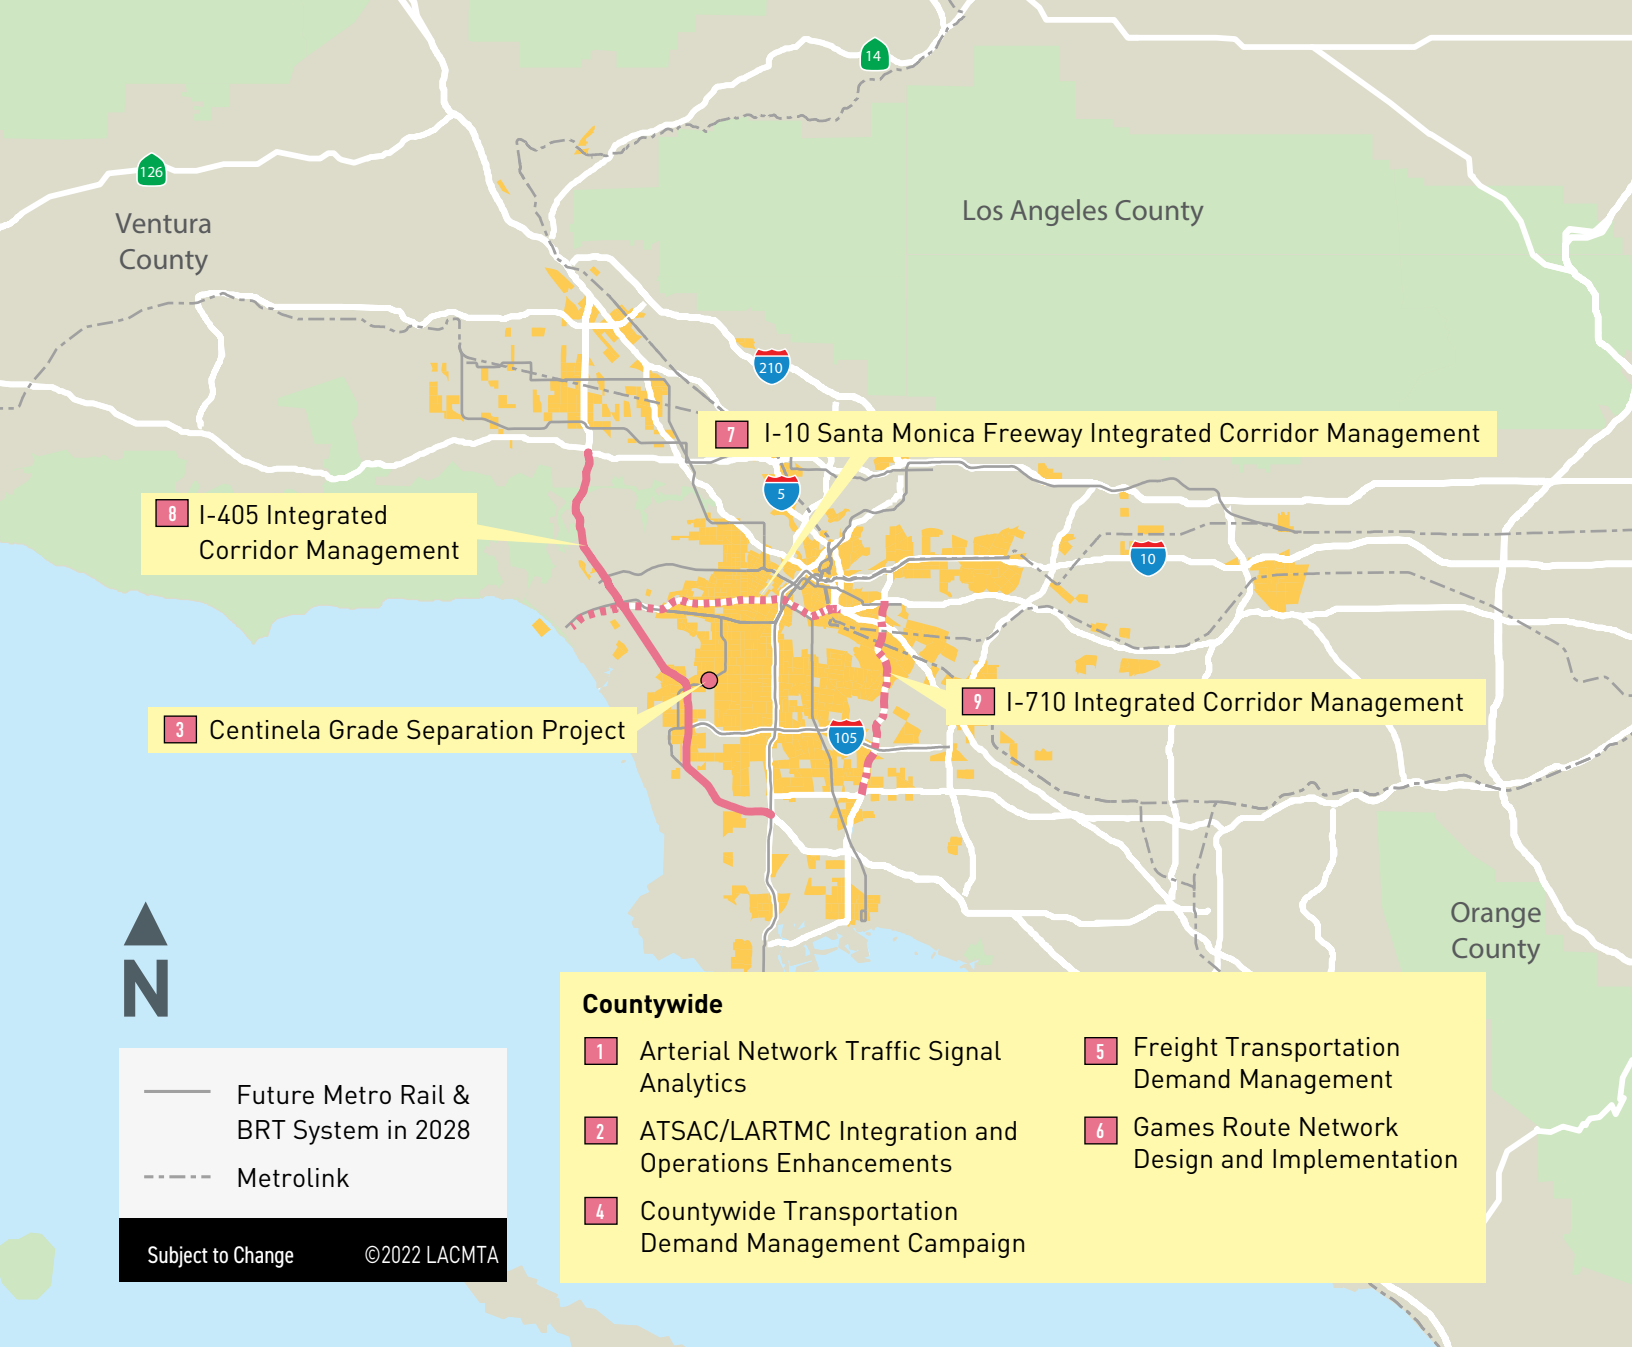 14
126
Ventura
County
Los Angeles County
210
7 I-10 Santa Monica Freeway Integrated Corridor Management
5
8 I-405 Integrated
Corridor Management
10
9 I-710 Integrated Corridor Management
3 Centinela Grade Separation Project
105
Orange
County
N
Countywide
1 Arterial Network Traffic Signal
Analytics
2 ATSAC/LARTMC Integration and
Operations Enhancements
4 Countywide Transportation
Demand Management Campaign
5 Freight Transportation
Demand Management
6 Games Route Network
Design and Implementation
Future Metro Rail &
BRT System in 2028
Metrolink
Subject to Change ©2022 LACMTA